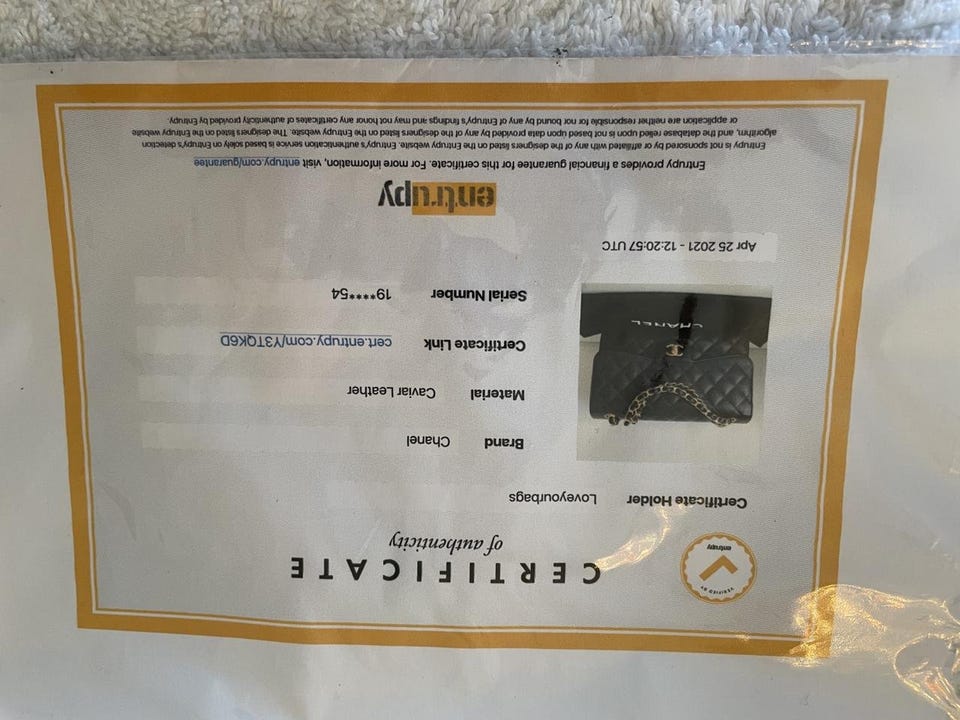 VERIFIED BY
entrupy
CERTIFICATE
of authenticity
Certificate Holder Loveyourbags
Brand Chanel
Material Caviar Leather
Certificate Link cert.entrupy.com/Y3TQK6D
Serial Number 19****54
CHANEL
Apr 25 2021 - 12:20:57 UTC
entrupy
Entrupy provides a financial guarantee for this certificate. For more information, visit entrupy.com/guarantee
Entrupy is not sponsored by or affiliated with any of the designers listed on the Entrupy website. Entrupy's authentication service is based solely on Entrupy's detection
algorithm, and the database relied upon is not based upon data provided by any of the designers listed on the Entrupy website. The designers listed on the Entrupy website
or application are neither responsible for nor bound by any of Entrupy's findings and may not honor any certificates of authenticity provided by Entrupy.